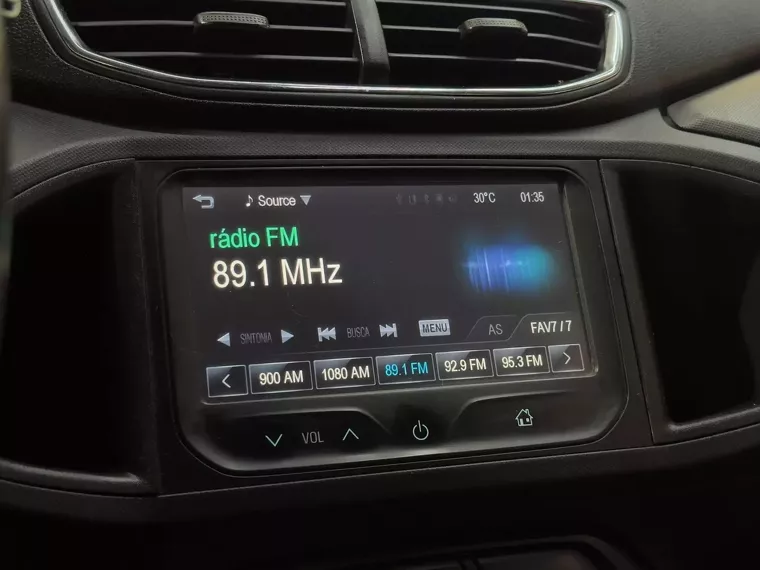 Source 30°C 01:35
rádio FM
89.1 MHz
SINTONIA BUSCA MENU AS FAV7 / 7
900 AM 1080 AM 89.1 FM 92.9 FM 95.3 FM
VOL